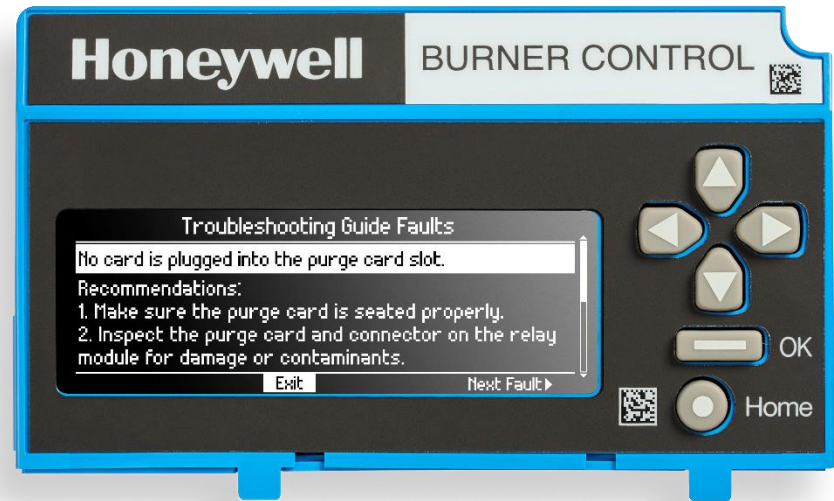 Honeywell
BURNER CONTROL
Troubleshooting Guide Faults
No card is plugged into the purge card slot.
Recommendations:
1. Make sure the purge card is seated properly.
2. Inspect the purge card and connector on the relay
module for damage or contaminants.
Exit
Next Fault
OK
Home